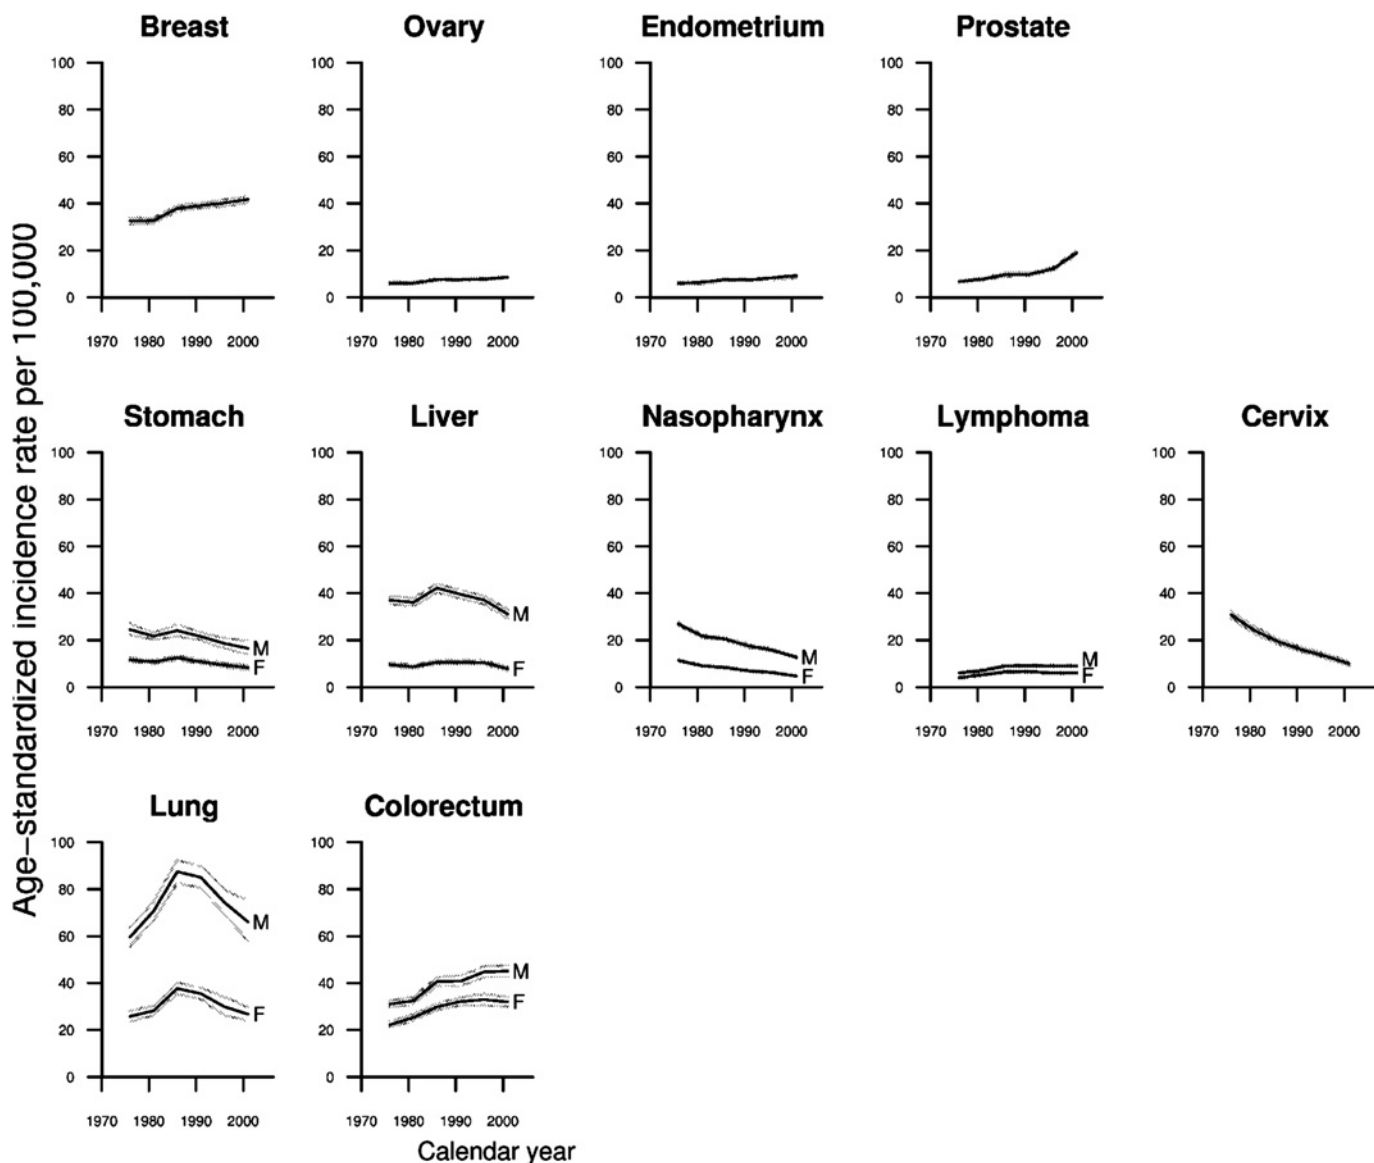 Breast Ovary Endometrium Prostate
100 100 100 100
80 80 80 80
60 60 60 60
40 40 40 40
20 20 20 20
0 0 0 0
1970 1980 1990 2000 1970 1980 1990 2000 1970 1980 1990 2000 1970 1980 1990 2000
Age-standardized incidence rate per 100,000
Stomach Liver Nasopharynx Lymphoma Cervix
100 100 100 100 100
80 80 80 80 80
60 60 60 60 60
40 40 40 40 40
M
20 20 20 20 20
M M M
F F F F
0 0 0 0 0
1970 1980 1990 2000 1970 1980 1990 2000 1970 1980 1990 2000 1970 1980 1990 2000 1970 1980 1990 2000
Lung Colorectum
100 100
80 80
M
60 60
M
40 40
F F
20 20
0 0
1970 1980 1990 2000 1970 1980 1990 2000
Calendar year